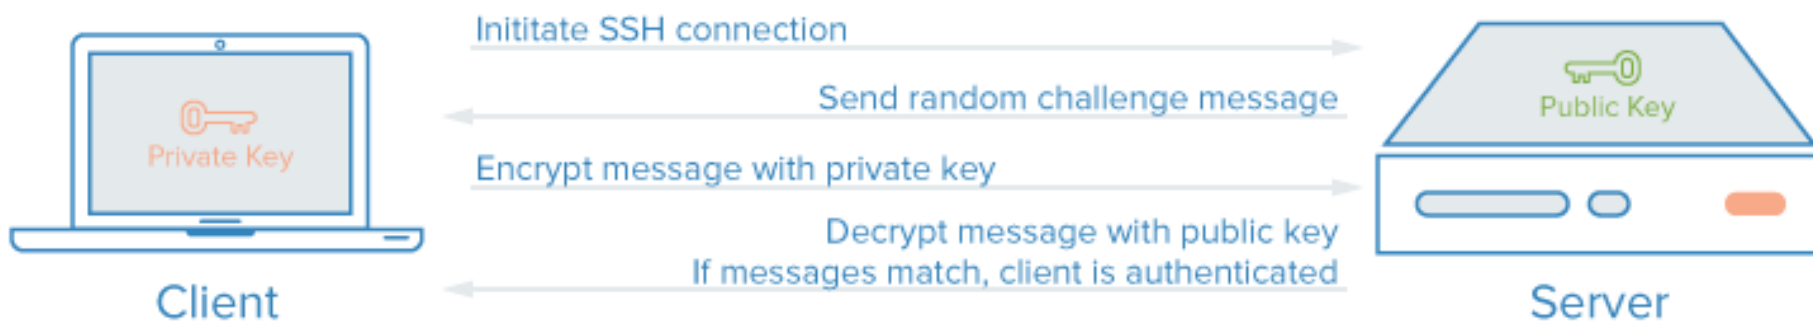 Inititate SSH connection
Send random challenge message
Public Key
Private Key
Encrypt message with private key
Decrypt message with public key
If messages match, client is authenticated
Client
Server